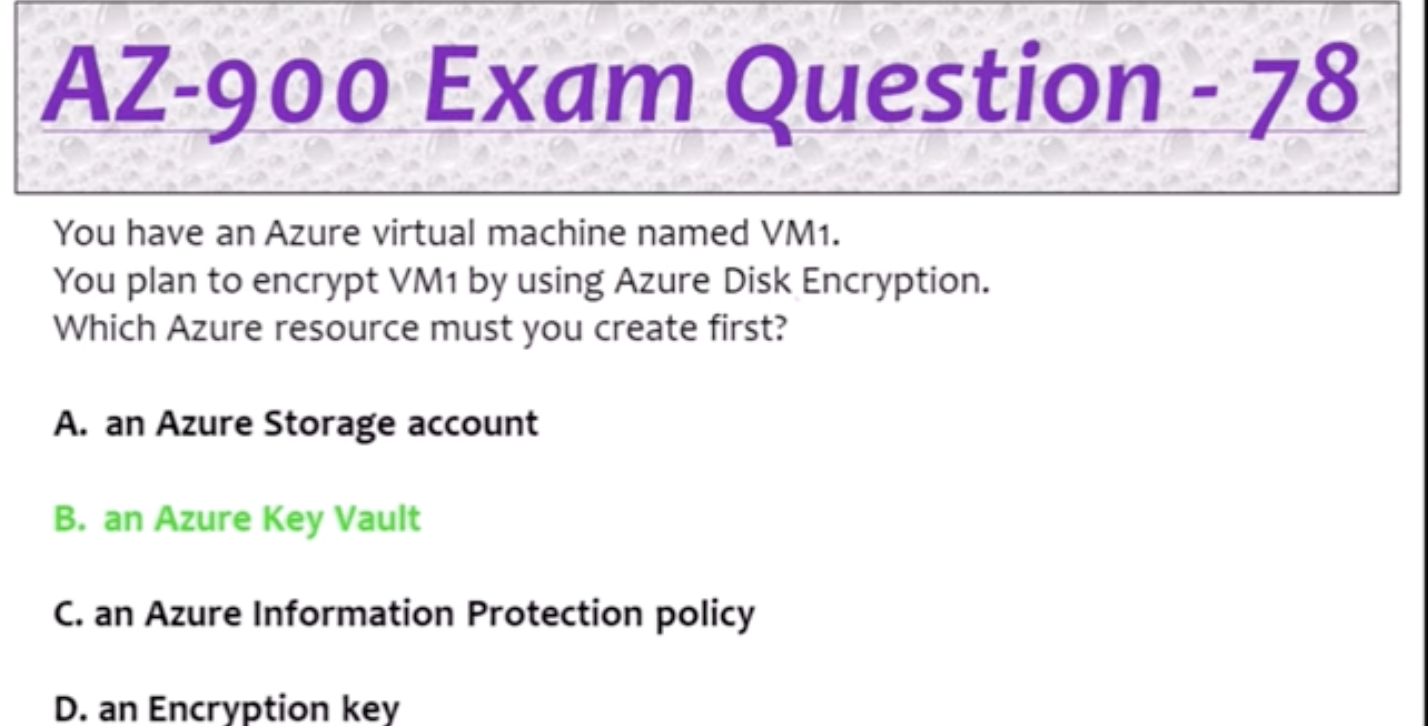 AZ-900 Exam Question - 78
You have an Azure virtual machine named VM1.
You plan to encrypt VM1 by using Azure Disk Encryption.
Which Azure resource must you create first?
A. an Azure Storage account
B. an Azure Key Vault
C. an Azure Information Protection policy
D. an Encryption key